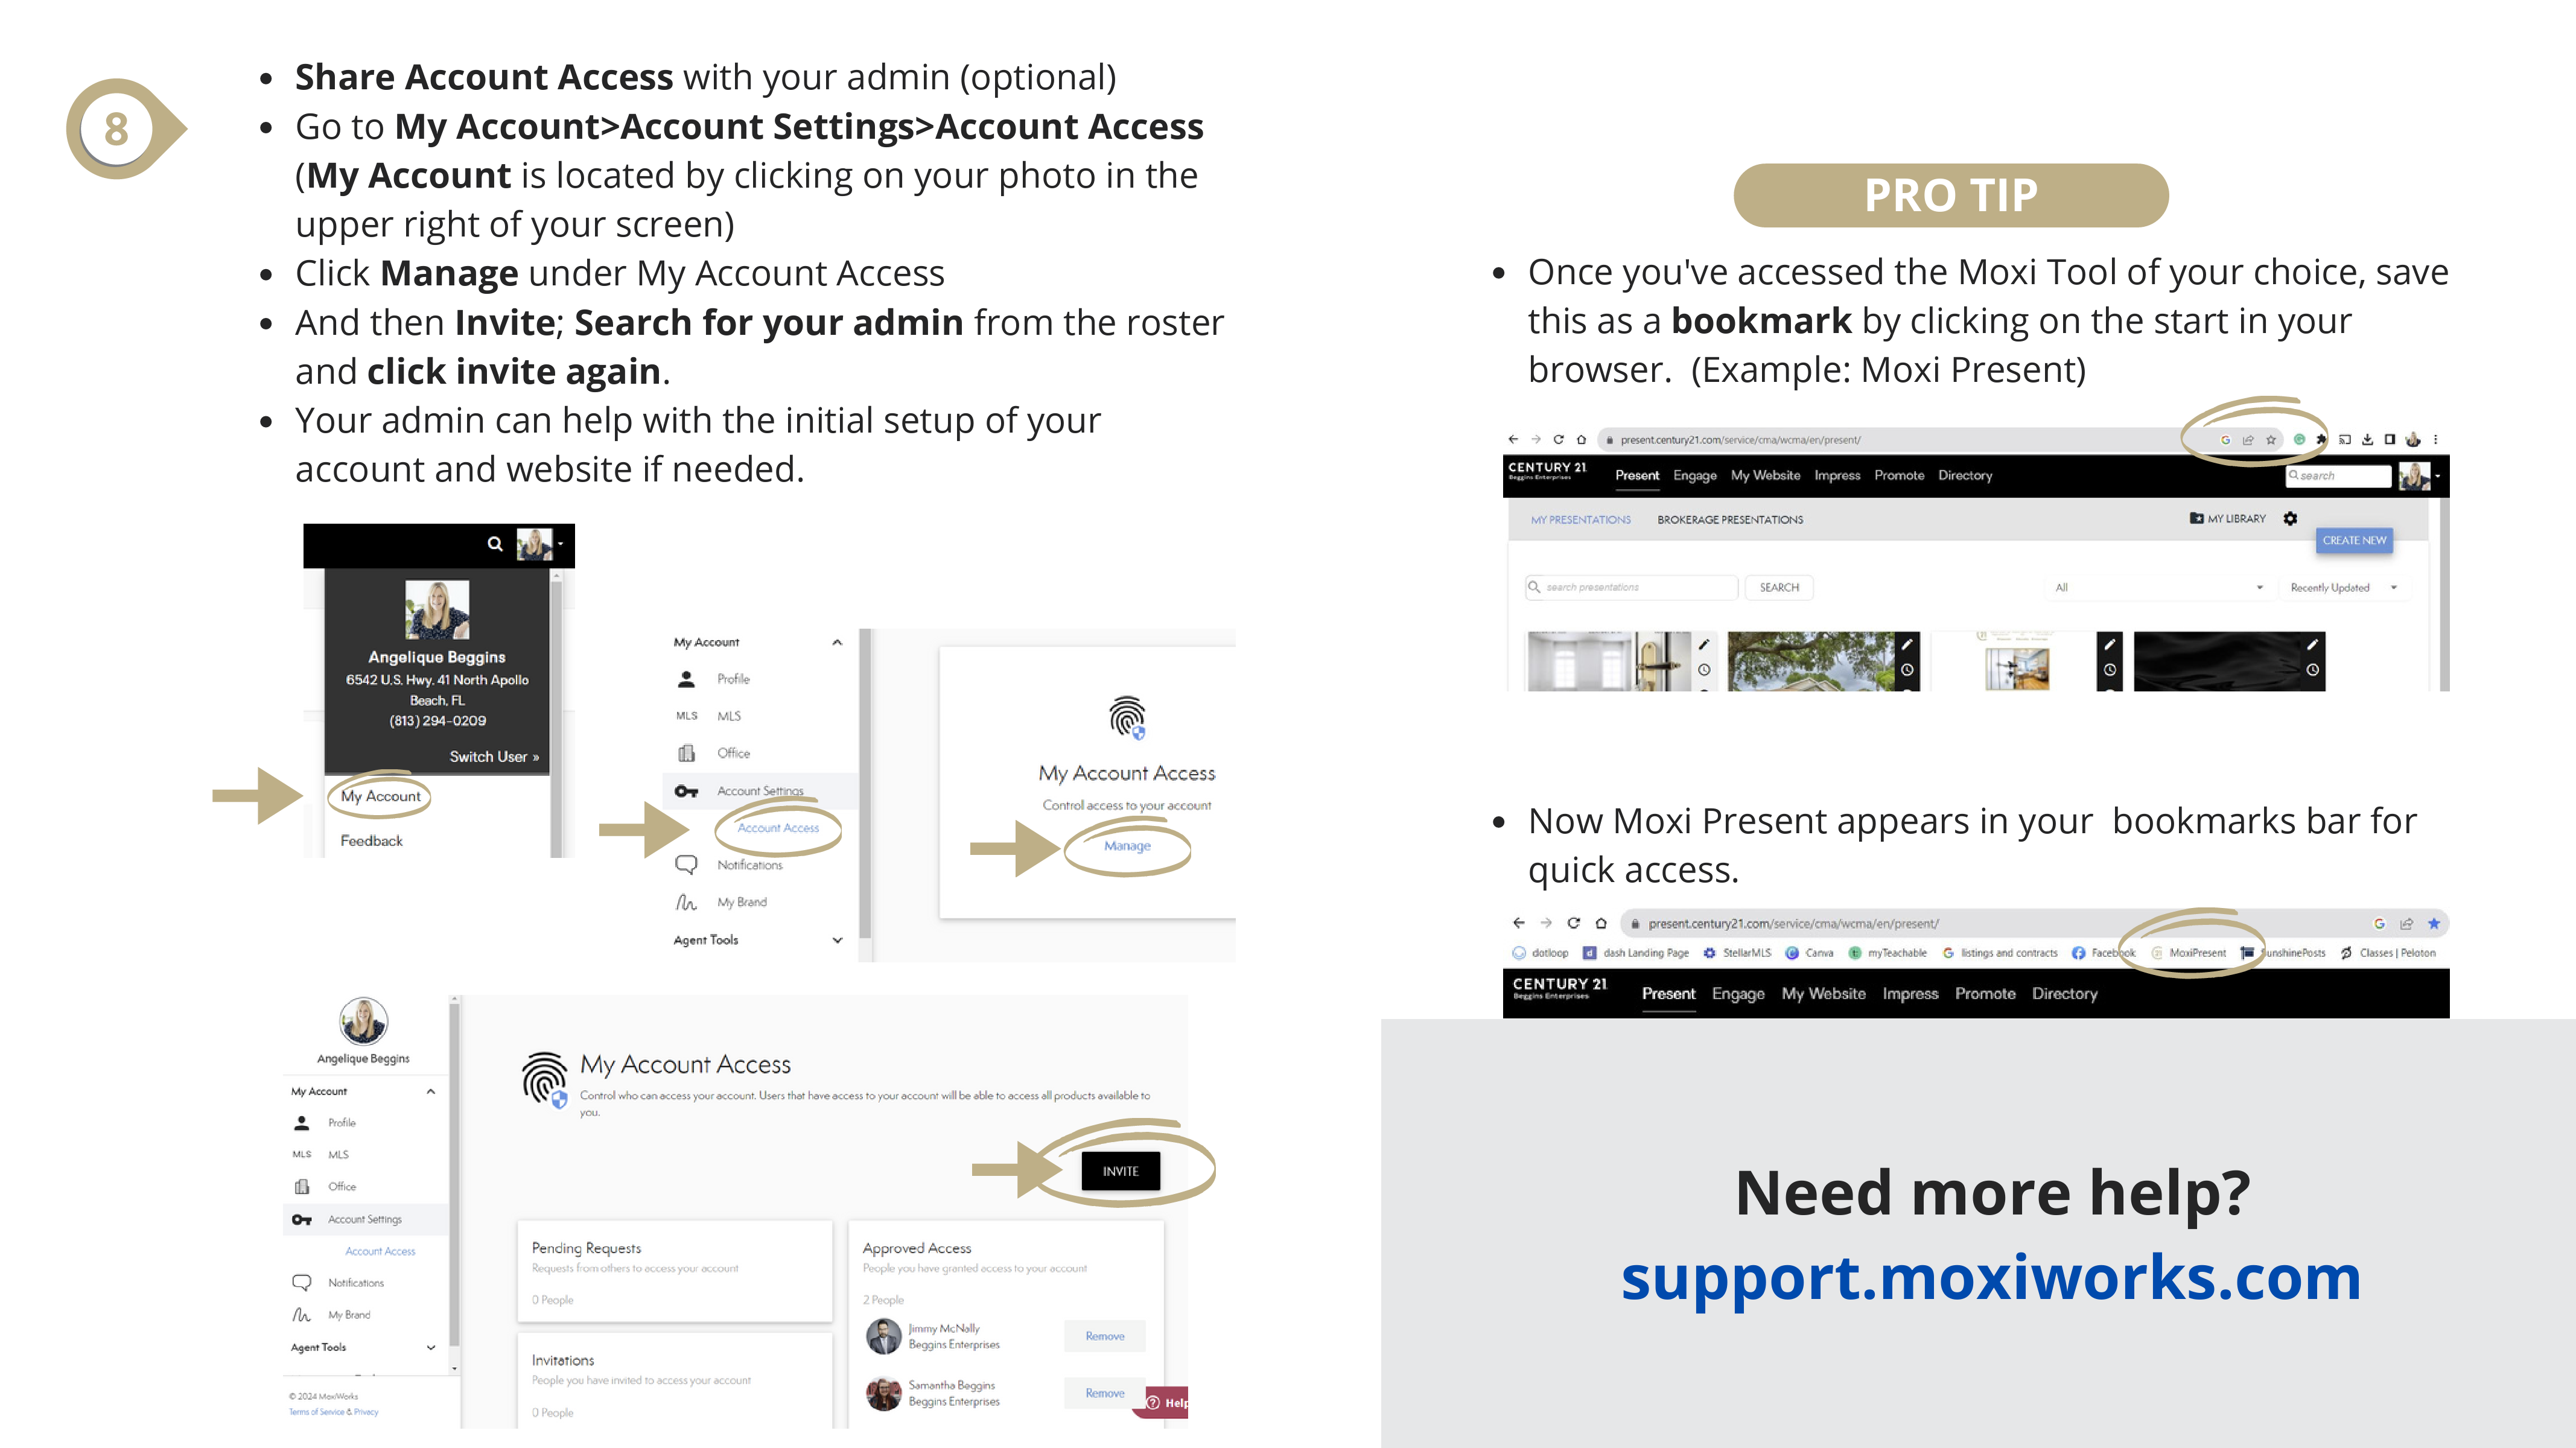 8
• Share Account Access with your admin (optional)
• Go to My Account>Account Settings>Account Access
(My Account is located by clicking on your photo in the
upper right of your screen)
• Click Manage under My Account Access
• And then Invite; Search for your admin from the roster
and click invite again.
• Your admin can help with the initial setup of your
account and website if needed.
Angelique Beggins
6542 U.S. Hwy. 41 North Apollo
Beach, FL
(813) 294-0209
Switch User »
My Account
Feedback
My Account
Profile
MLS MLS
Office
Account Settings
Account Access
Notifications
My Brand
Agent Tools
My Account Access
Control access to your account
Manage
Angelique Beggins
My Account
Profile
MLS MLS
Office
Account Settings
Account Access
Notifications
My Brand
Agent Tools
© 2024 MoxiWorks
Terms of Service & Privacy
My Account Access
Control who can access your account. Users that have access to your account will be able to access all products available to
you.
INVITE
Pending Requests
Requests from others to access your account
0 People
Invitations
People you have invited to access your account
0 People
Approved Access
People you have granted access to your account
2 People
Jimmy McNally
Beggins Enterprises
Remove
Samantha Beggins
Beggins Enterprises
Remove
Help
PRO TIP
• Once you've accessed the Moxi Tool of your choice, save
this as a bookmark by clicking on the start in your
browser.  (Example: Moxi Present)
present.century21.com/service/cma/wcma/en/present/
CENTURY 21
Beggins Enterprises
Present Engage My Website Impress Promote Directory
search
MY PRESENTATIONS BROKERAGE PRESENTATIONS
MY LIBRARY
CREATE NEW
search presentations
SEARCH
All
Recently Updated
• Now Moxi Present appears in your  bookmarks bar for
quick access.
present.century21.com/service/cma/wcma/en/present/
dotloop d dash Landing Page StellarMLS Canva myTeachable listings and contracts Facebook MoxiPresent SunshinePosts Classes | Peloton
CENTURY 21
Beggins Enterprises
Present Engage My Website Impress Promote Directory
Need more help?
support.moxiworks.com